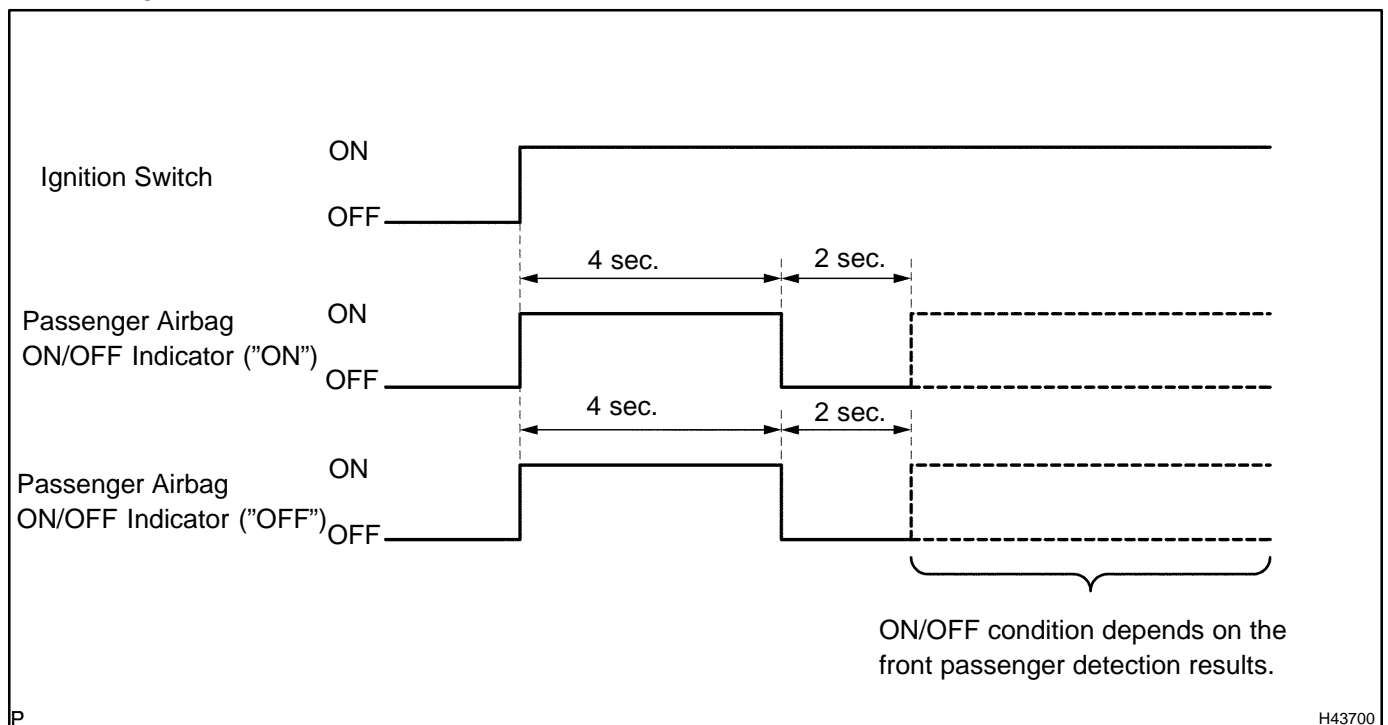 ON
Ignition Switch
OFF
4 sec.
2 sec.
Passenger Airbag
ON/OFF Indicator (”ON”)
ON
OFF
4 sec.
2 sec.
Passenger Airbag
ON/OFF Indicator (”OFF”)
ON
OFF
ON/OFF condition depends on the
front passenger detection results.
P
H43700